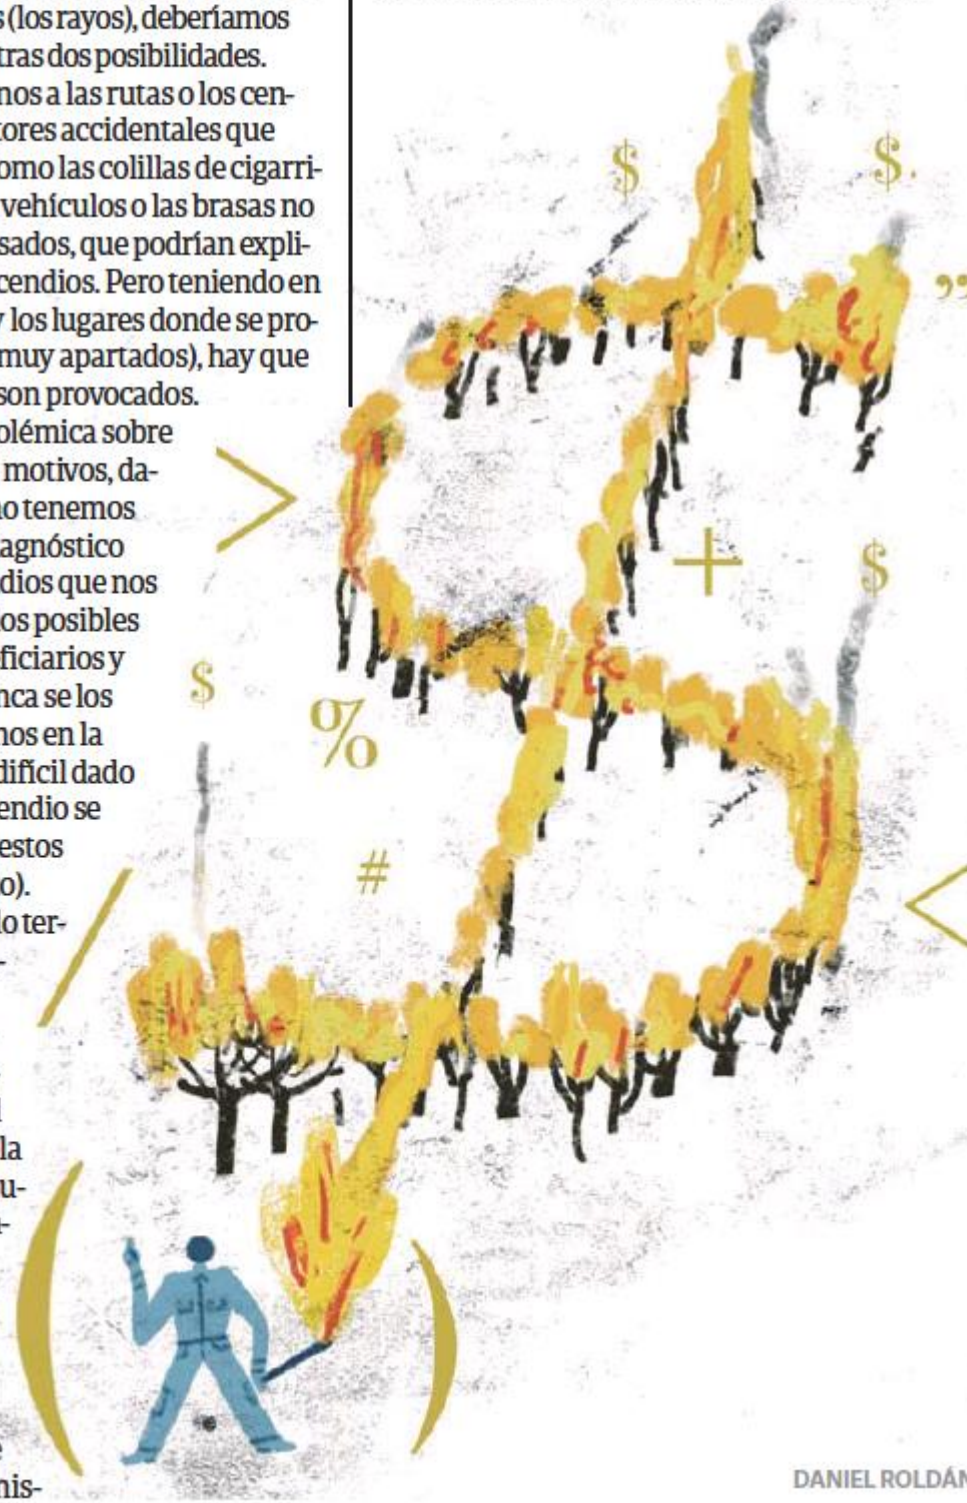 s (los rayos), deberíamos
tras dos posibilidades.
nos a las rutas o los cen-
tores accidentales que
omo las colillas de cigarri-
vehículos o las brasas no
sados, que podrían expli-
cendios. Pero teniendo en
y los lugares donde se pro-
muy apartados), hay que
son provocados.
olémica sobre
motivos, da-
no tenemos
agnóstico
dios que nos
os posibles
ficiarios y
nca se los
nos en la
difícil dado
endio se
estos
o).
lo ter-
-
la
u-
-
e
nis-
$
$.
”
>
+
$
$
%
#
/
<
(
)
DANIEL ROLDÁN